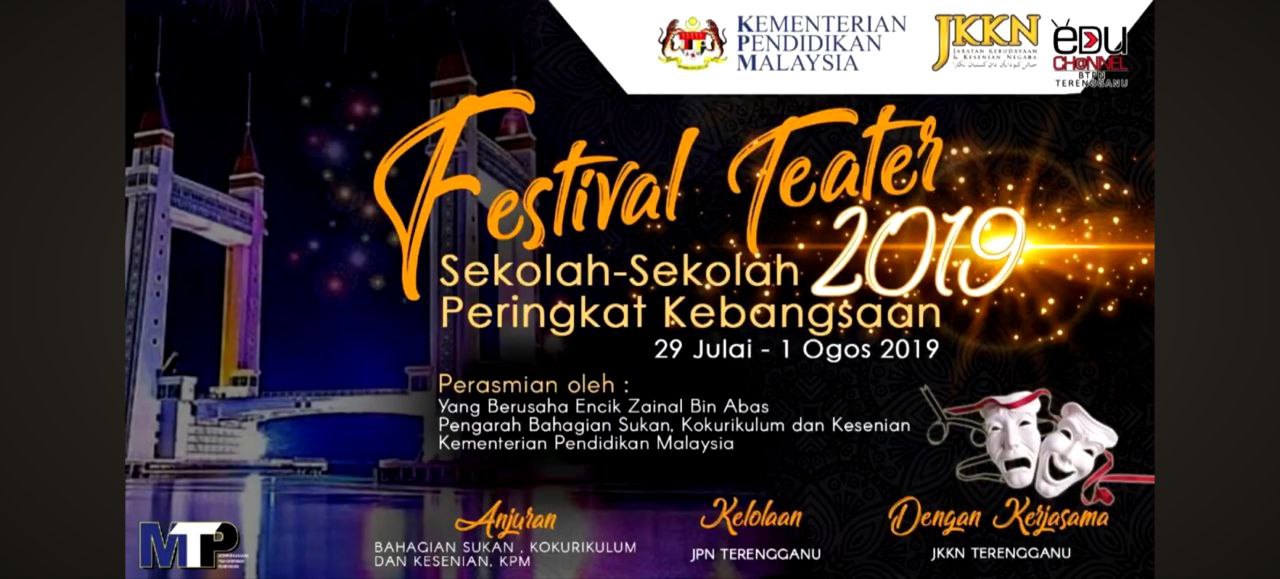 KEMENTERIAN
PENDIDIKAN
MALAYSIA
JKKN
JABATAN KEBUDAYAAN
& KESENIAN NEGARA
eDU
CHANNEL
BTPN
TERENGGANU
Festival Teater
2019
Sekolah-Sekolah
Peringkat Kebangsaan
29 Julai - 1 Ogos 2019
Perasmian oleh :
Yang Berusaha Encik Zainal Bin Abas
Pengarah Bahagian Sukan, Kokurikulum dan Kesenian
Kementerian Pendidikan Malaysia
MTP
Anjuran
BAHAGIAN SUKAN , KOKURIKULUM
DAN KESENIAN, KPM
Kelolaan
JPN TERENGGANU
Dengan Kerjasama
JKKN TERENGGANU